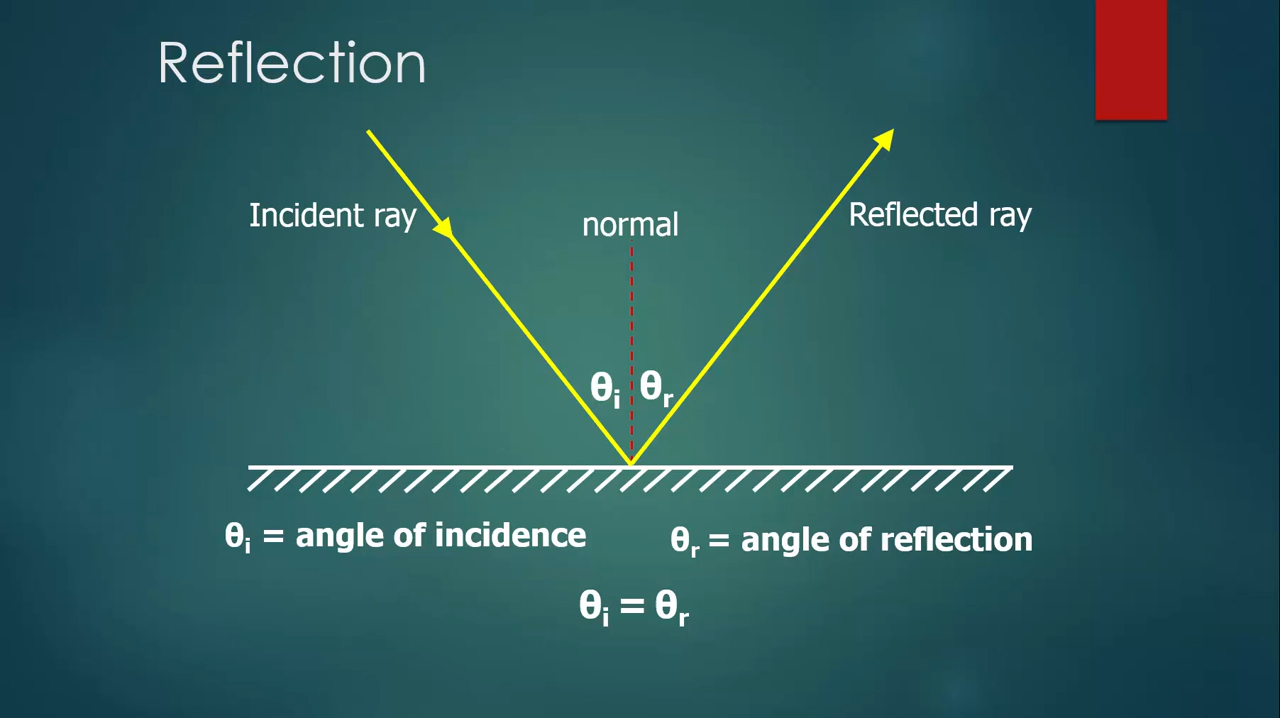 Reflection
Incident ray
normal
Reflected ray
θi
θr
θi = angle of incidence
θr = angle of reflection
θi = θr